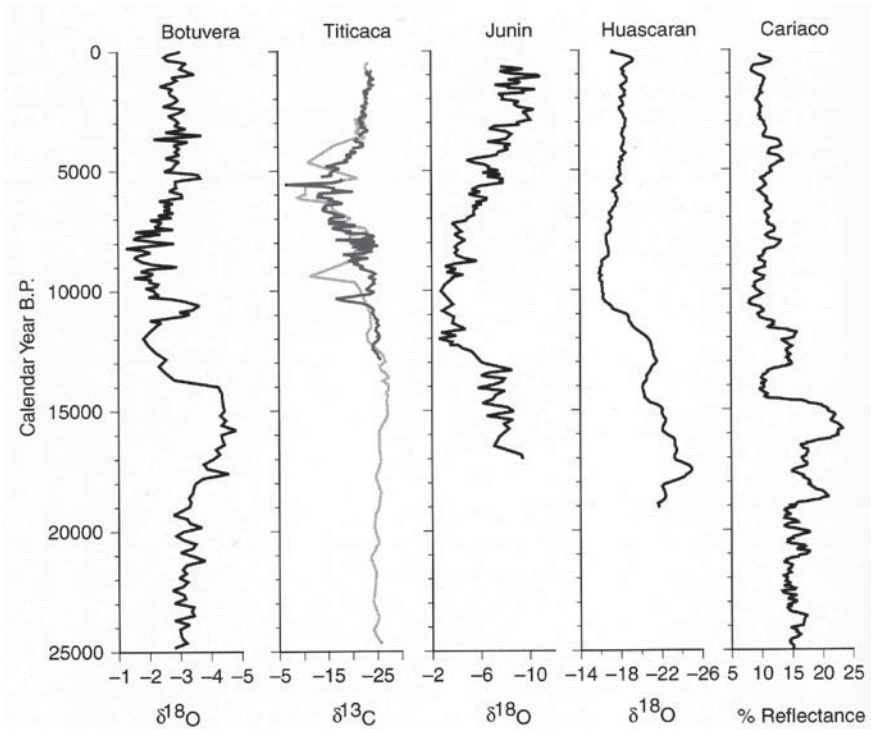 Botuvera Titicaca Junin Huascaran Cariaco
0
5000
10000
15000
20000
25000
Calendar Year B.P.
–1 –2 –3 –4 –5 –5 –15 –25 –2 –6 –10 –14 –18 –22 –26 5 10 15 20 25
δ18O δ13C δ18O δ18O % Reflectance